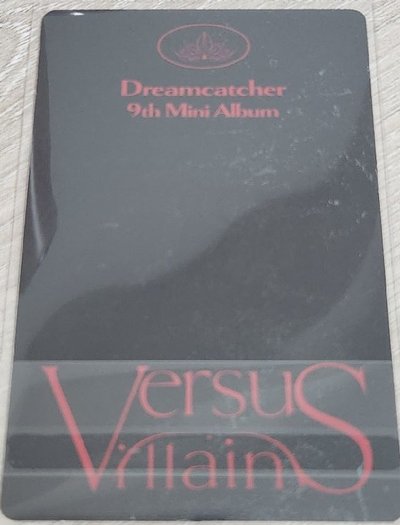 Dreamcatcher
9th Mini Album
VersuS
Villains